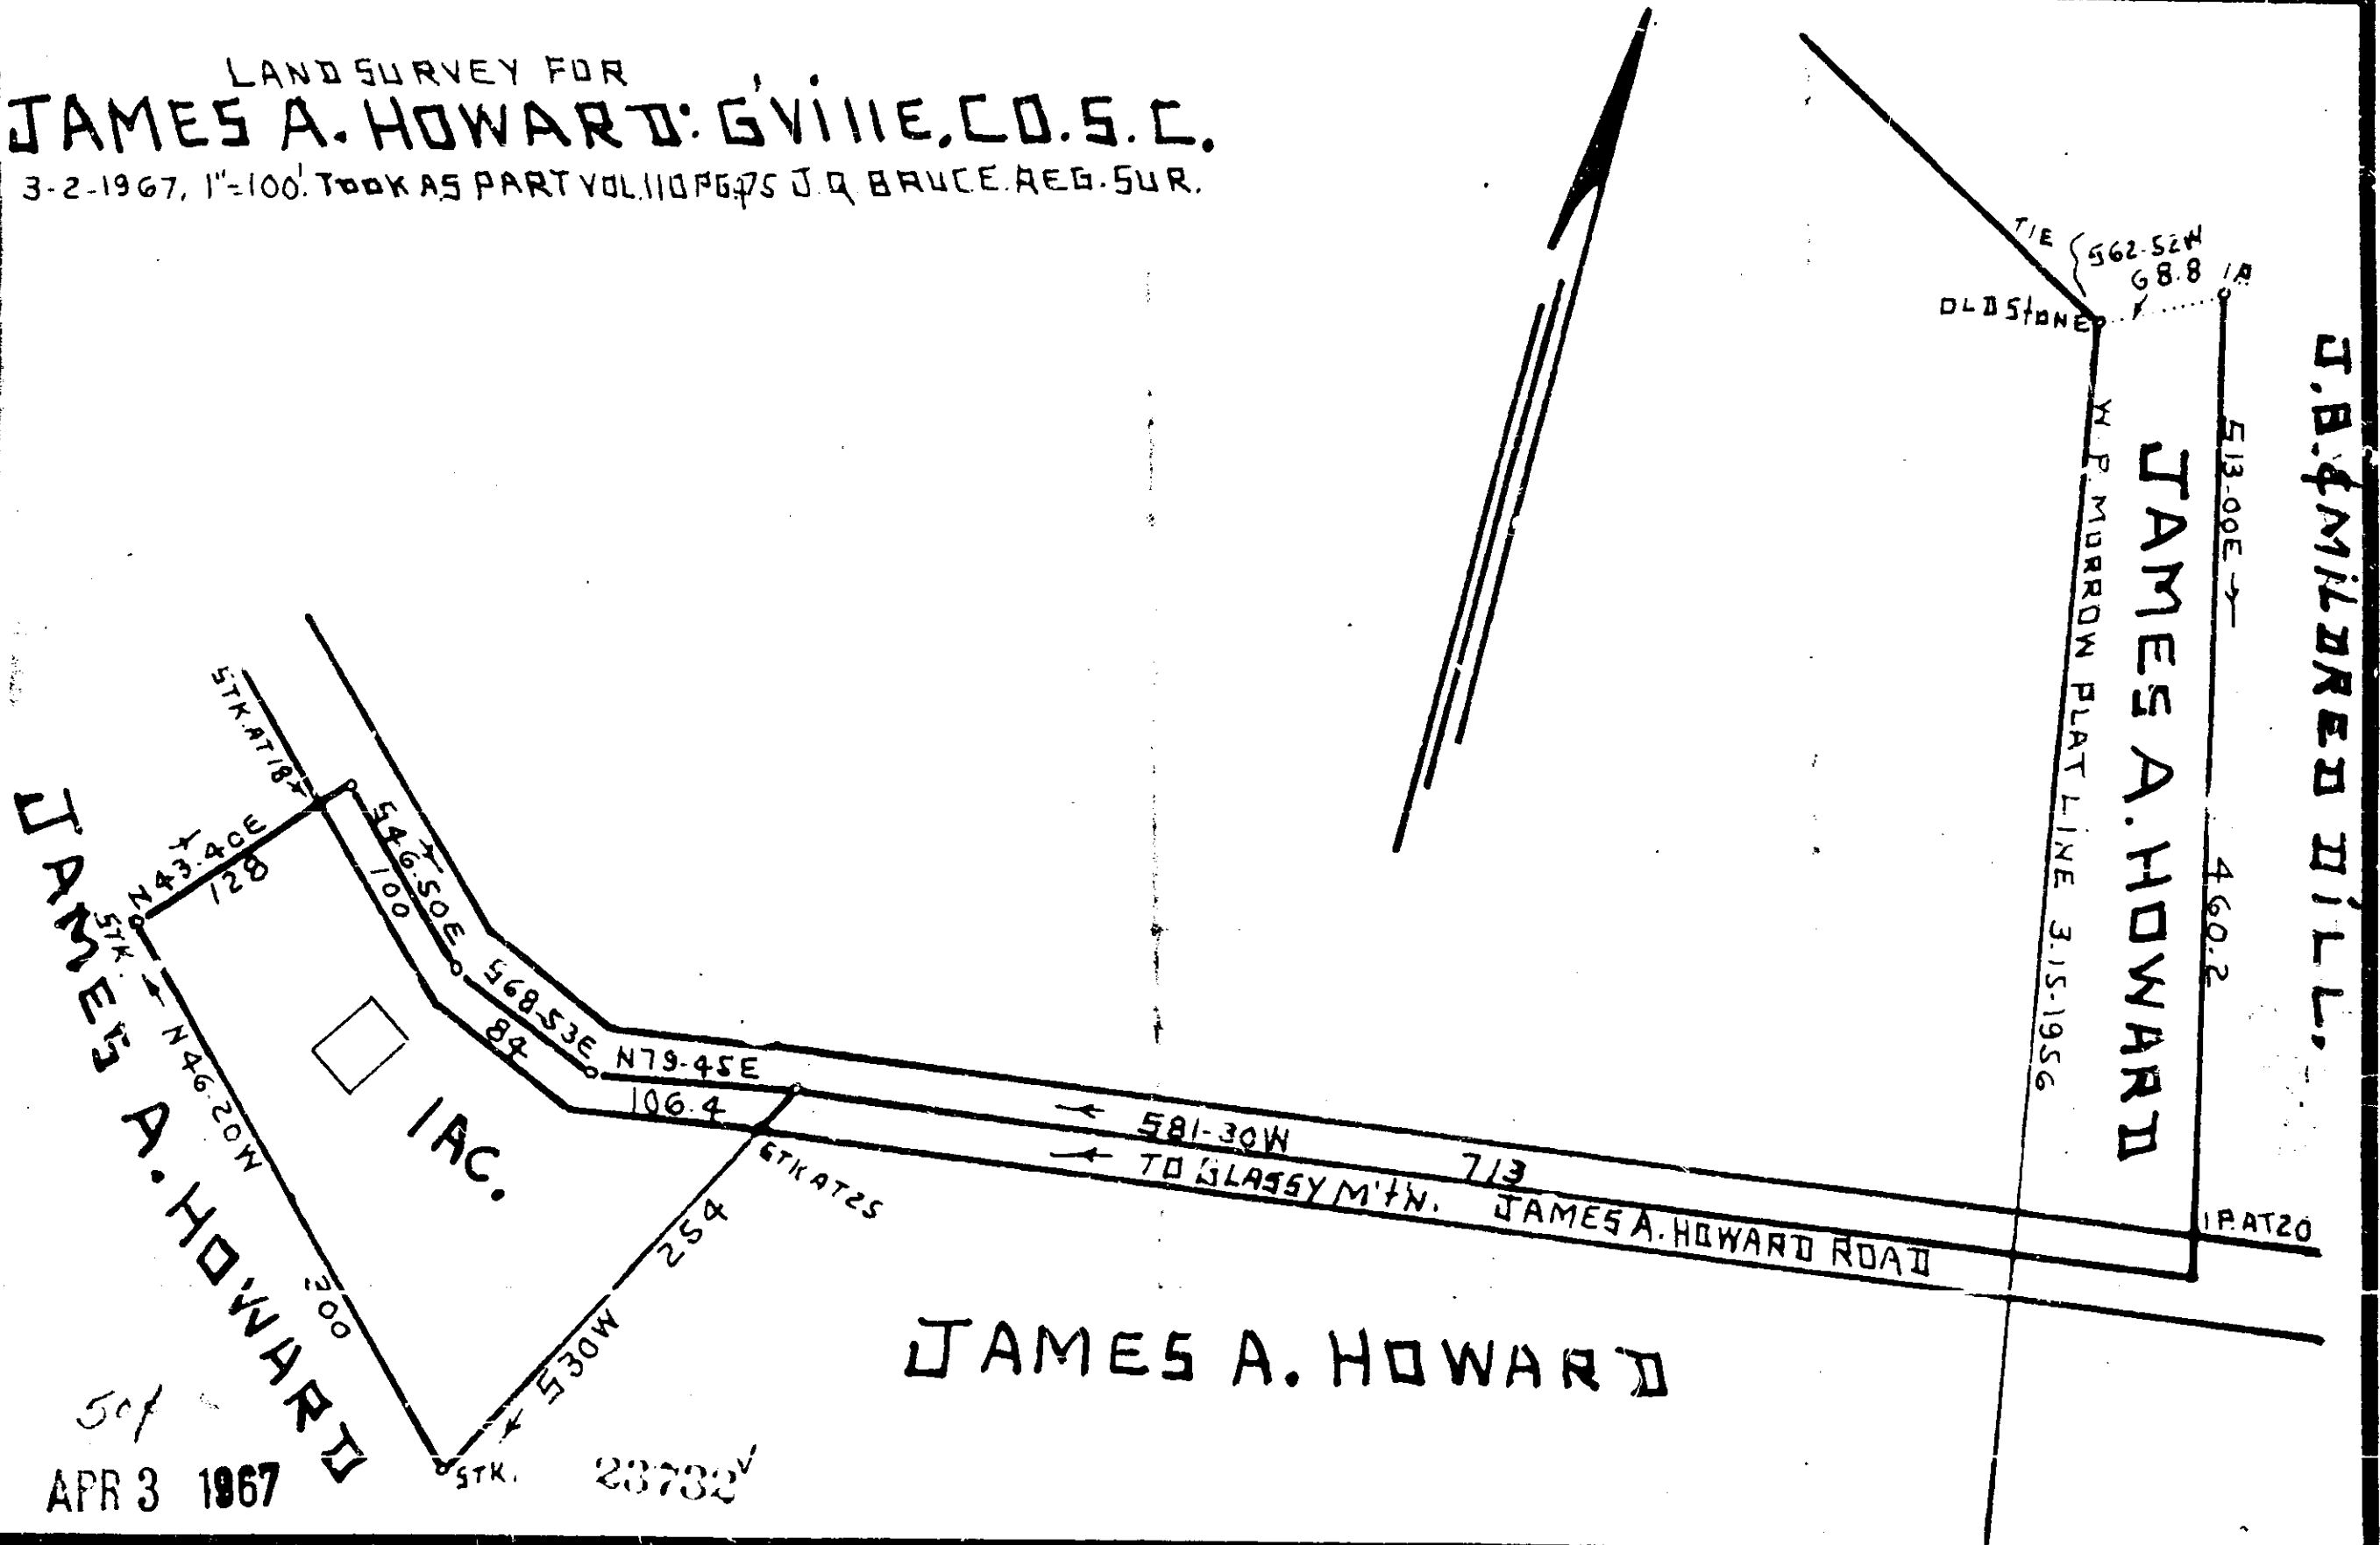 LAND SURVEY FOR
JAMES A. HOWARD: G'VillE, CO. S. C.
3-2-1967, 1"=100'. TOOK AS PART VOL. 110 PG. 75 J. Q BRUCE. REG. SUR.
TIE
S62-52W
68.8
OLD STONE
J. B. & MILDRED DILL.
S13-00E
460.2
JAMES A. HOWARD
W. P. MORROW PLAT LINE 3.15-1956
STK. AT 18
N43-40E
128
STK.
S46-50E
100
S68-53E
84
N79-45E
106.4
STK AT 25
254
S30W
STK.
N46-20W
200
1 AC.
JAMES A. HOWARD
S81-30W
713
TO GLASSY M'tN.
JAMES A. HOWARD ROAD
I.P. AT 20
JAMES A. HOWARD
APR 3 1967
23732